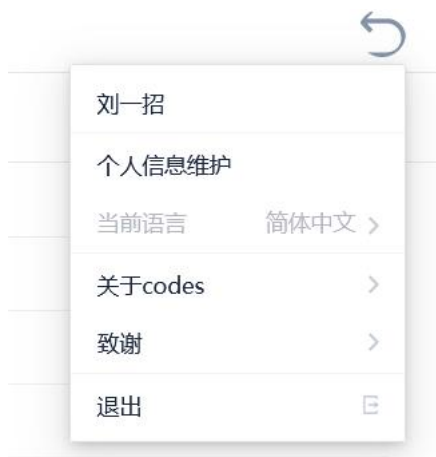 刘一招
个人信息维护
当前语言 简体中文
关于codes
致谢
退出